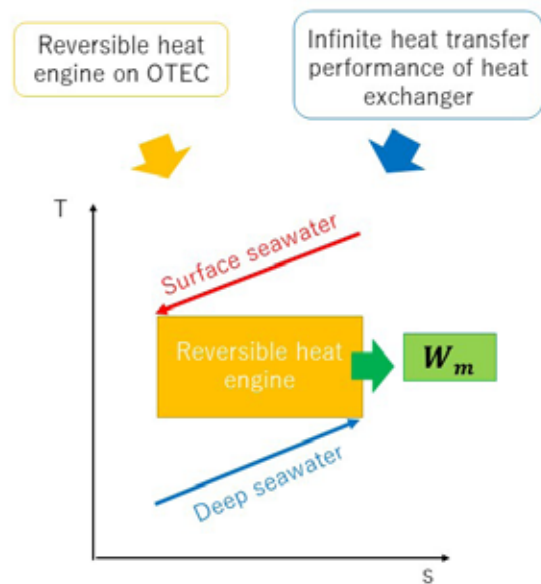 Reversible heat
engine on OTEC
Infinite heat transfer
performance of heat
exchanger
T
Surface seawater
Reversible heat
engine
W_m
Deep seawater
s